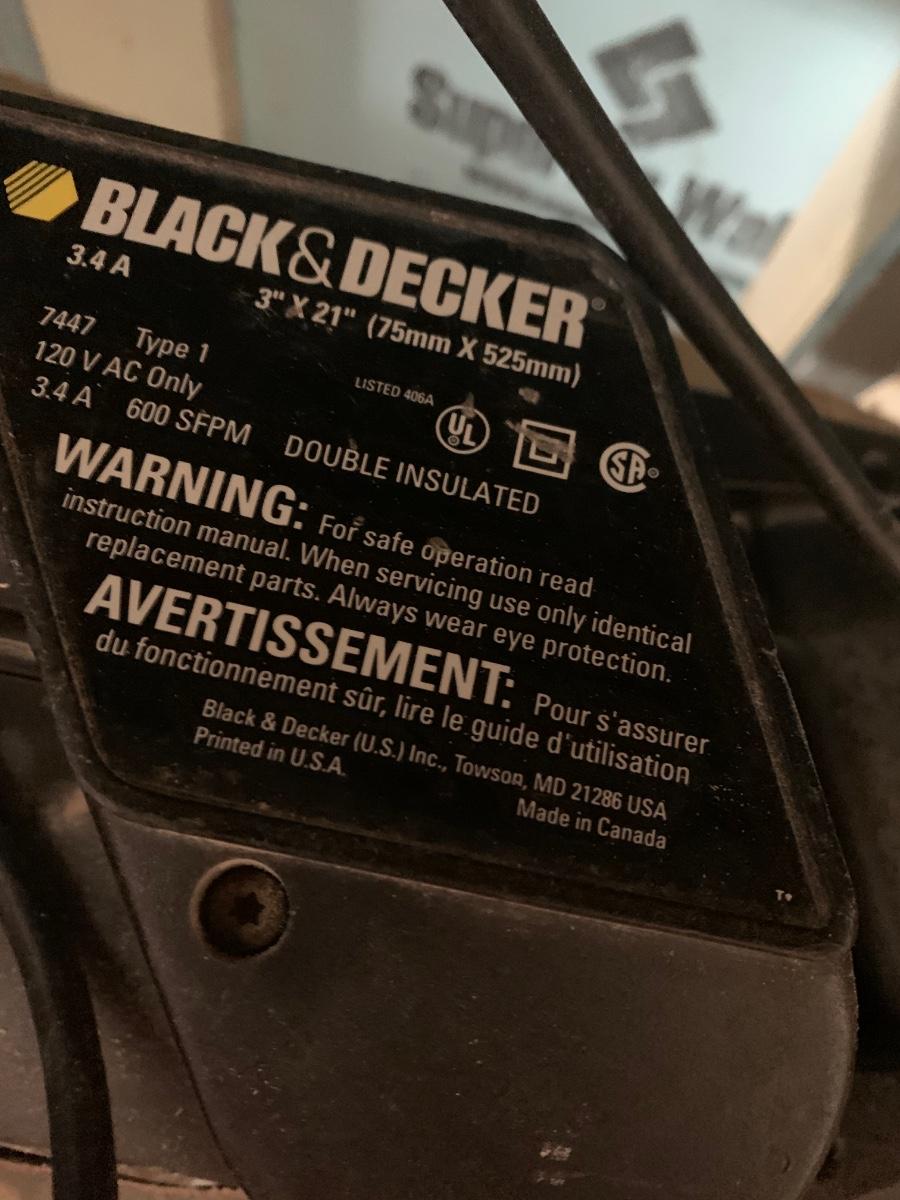 BLACK&DECKER®
3.4 A
3" X 21" (75mm X 525mm)
7447 Type 1
120 V AC Only
3.4 A 600 SFPM
LISTED 406A
UL
SA
DOUBLE INSULATED
WARNING: For safe operation read
instruction manual. When servicing use only identical
replacement parts. Always wear eye protection.
AVERTISSEMENT: Pour s'assurer
du fonctionnement sûr, lire le guide d'utilisation
Black & Decker (U.S.) Inc., Towson, MD 21286 USA
Printed in U.S.A.
Made in Canada